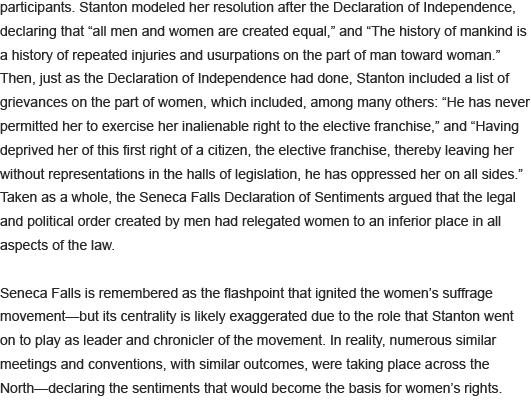 participants. Stanton modeled her resolution after the Declaration of Independence,
declaring that “all men and women are created equal,” and “The history of mankind is
a history of repeated injuries and usurpations on the part of man toward woman.”
Then, just as the Declaration of Independence had done, Stanton included a list of
grievances on the part of women, which included, among many others: “He has never
permitted her to exercise her inalienable right to the elective franchise,” and “Having
deprived her of this first right of a citizen, the elective franchise, thereby leaving her
without representations in the halls of legislation, he has oppressed her on all sides.”
Taken as a whole, the Seneca Falls Declaration of Sentiments argued that the legal
and political order created by men had relegated women to an inferior place in all
aspects of the law.
Seneca Falls is remembered as the flashpoint that ignited the women’s suffrage
movement—but its centrality is likely exaggerated due to the role that Stanton went
on to play as leader and chronicler of the movement. In reality, numerous similar
meetings and conventions, with similar outcomes, were taking place across the
North—declaring the sentiments that would become the basis for women’s rights.